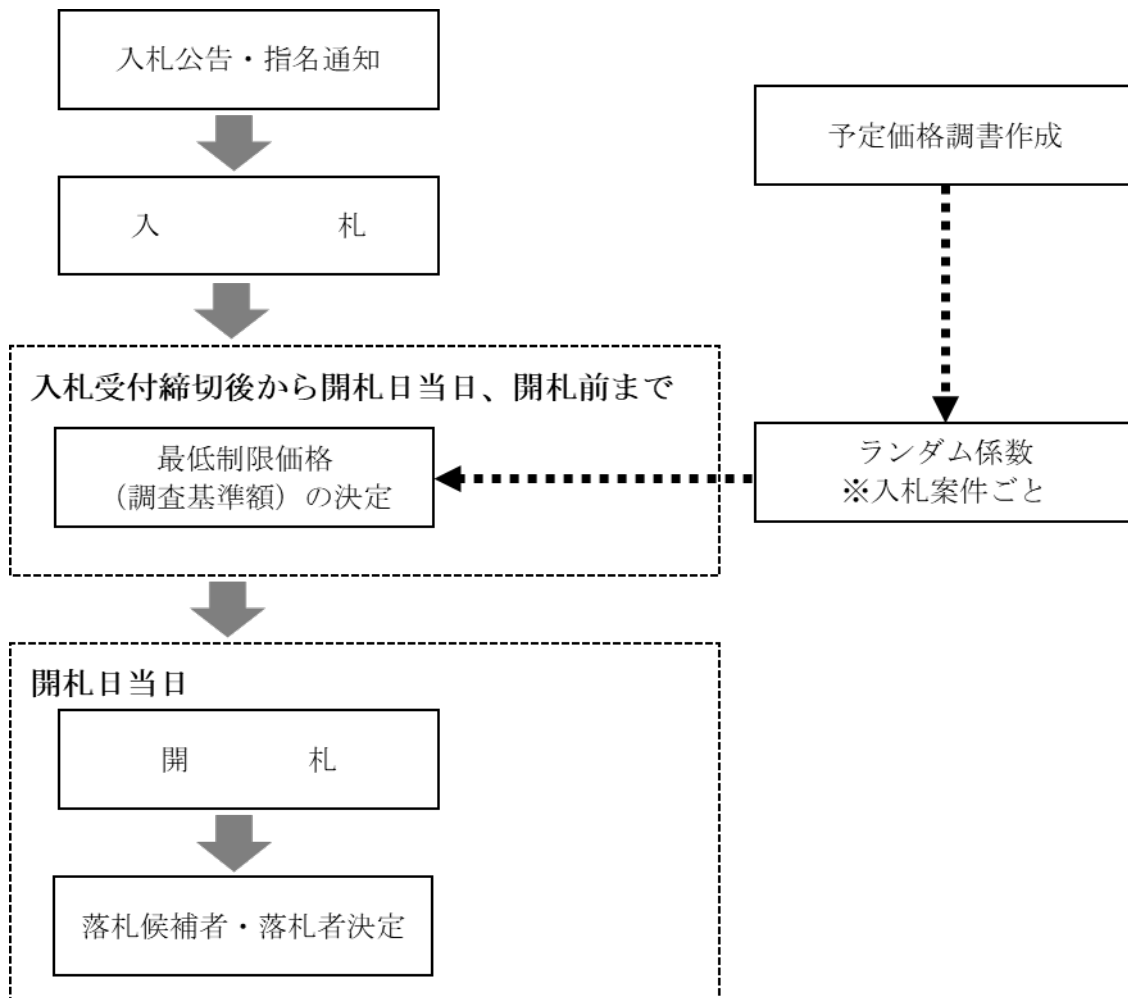 入札公告・指名通知
予定価格調書作成
入　　　　　札
入札受付締切後から開札日当日、開札前まで
最低制限価格
（調査基準額）の決定
ランダム係数
※入札案件ごと
開札日当日
開　　　　札
落札候補者・落札者決定